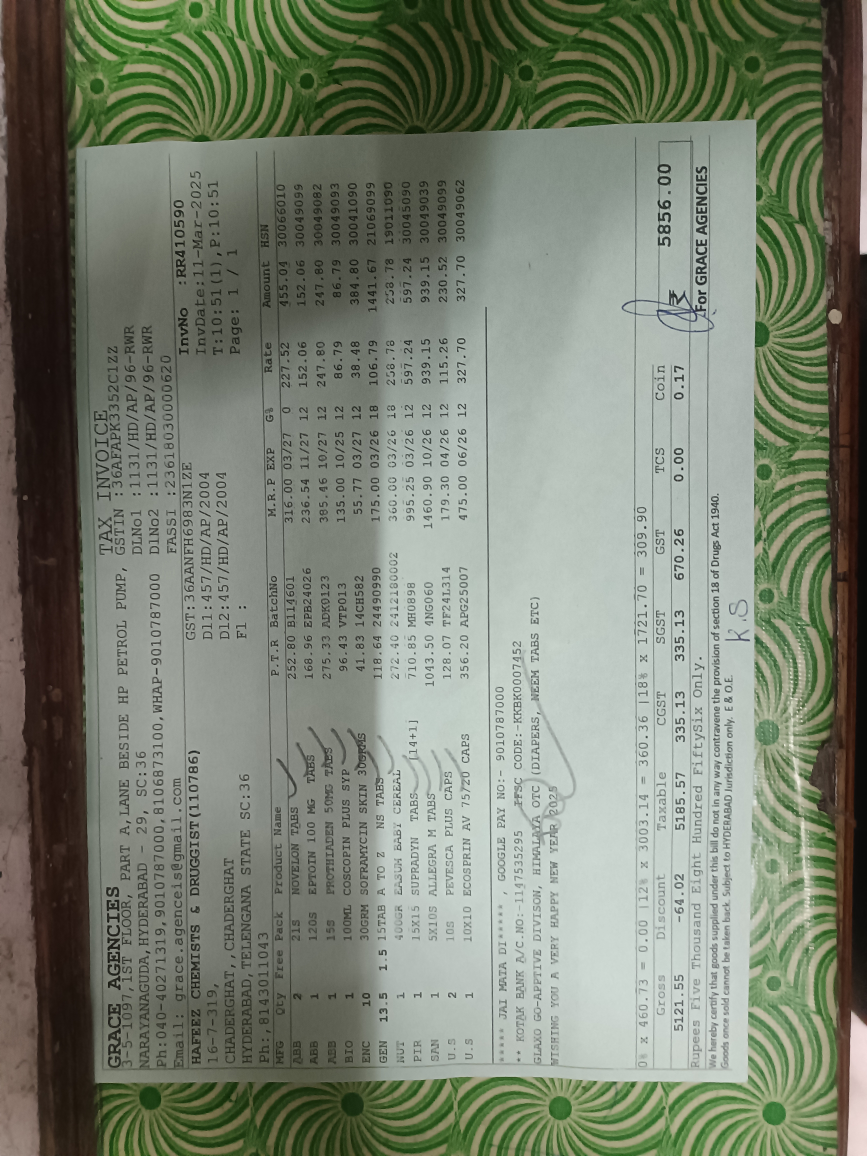 TAX INVOICE
GRACE AGENCIES
3-5-1097,1ST FLOOR, PART A,LANE BESIDE HP PETROL PUMP,
NARAYANAGUDA,HYDERABAD - 29, SC:36
Ph:040-40271319,9010787000,8106873100,WHAP-9010787000
Email: grace.agenceis@gmail.com
GSTIN :36AFAPK3352C1ZZ
DLNo1 :1131/HD/AP/96-RWR
DlNo2 :1131/HD/AP/96-RWR
FASSI :23618030000620
HAFEEZ CHEMISTS & DRUGGIST(110786)
16-7-319,
CHADERGHAT,,CHADERGHAT
HYDERABAD,TELENGANA STATE SC:36
Ph:,8143011043
GST:36AANFH6983N1ZE
Dl1:457/HD/AP/2004
Dl2:457/HD/AP/2004
Fl :
InvNo :RR410590
InvDate:11-Mar-2025
T:10:51(1),P:10:51
Page: 1 / 1
MFG Qty Free Pack Product Name P.T.R BatchNo M.R.P EXP G% Rate Amount HSN
ABB 2 21S NOVELON TABS 252.80 B114601 316.00 03/27 0 227.52 455.04 30066010
ABB 1 120S EPTOIN 100 MG TABS 168.96 EPB24026 236.54 11/27 12 152.06 152.06 30049099
ABB 1 15S PROTHIADEN 50MG TABS 275.33 ADK0123 385.46 10/27 12 247.80 247.80 30049082
BIO 1 100ML COSCOPIN PLUS SYP 96.43 VTP013 135.00 10/25 12 86.79 86.79 30049093
ENC 10 30GRM SOFRAMYCIN SKIN 30GRMS 41.83 14CH582 55.77 03/27 12 38.48 384.80 30041090
GEN 13.5 1.5 15TAB A TO Z NS TABS 118.64 24490990 175.00 03/26 18 106.79 1441.67 21069099
NUT 1 400GR EASUM BABY CEREAL 272.40 2412180002 360.00 03/26 18 258.78 258.78 19011090
PIR 1 15X15 SUPRADYN TABS [14+1] 710.85 MH0898 995.25 03/26 12 597.24 597.24 30045090
SAN 1 5X10S ALLEGRA M TABS 1043.50 4NG060 1460.90 10/26 12 939.15 939.15 30049039
U.S 2 10S PEVESCA PLUS CAPS 128.07 TF24L314 179.30 04/26 12 115.26 230.52 30049099
U.S 1 10X10 ECOSPRIN AV 75/20 CAPS 356.20 APG25007 475.00 06/26 12 327.70 327.70 30049062
***** JAI MATA DI***** , GOOGLE PAY NO:- 9010787000
** KOTAK BANK A/C.NO:-1147535295 IFSC CODE:-KKBK0007452
GLAXO GO-APPTIVE DIVISON, HIMALAYA OTC (DIAPERS, NEEM TABS ETC)
WISHING YOU A VERY HAPPY NEW YEAR 2025
0% x 460.73 = 0.00 |12% x 3003.14 = 360.36 |18% x 1721.70 = 309.90
Gross Discount Taxable CGST SGST GST TCS Coin
5121.55 -64.02 5185.57 335.13 335.13 670.26 0.00 0.17
₹ 5856.00
Rupees Five Thousand Eight Hundred FiftySix Only.
We hereby certify that goods supplied under this bill do not in any way contravene the provision of section 18 of Drugs Act 1940.
Goods once sold cannot be taken back. Subject to HYDERABAD Jurisdiction only. E & O.E
For GRACE AGENCIES
K.S